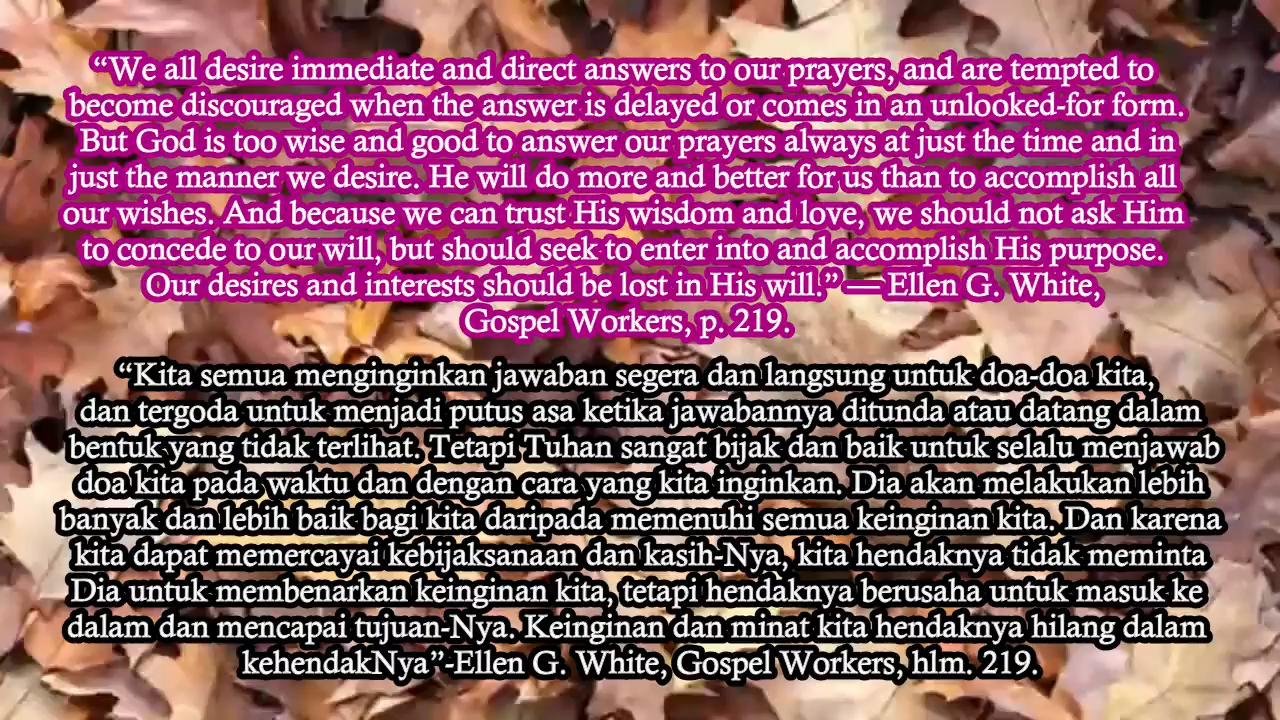 “We all desire immediate and direct answers to our prayers, and are tempted to
become discouraged when the answer is delayed or comes in an unlooked-for form.
But God is too wise and good to answer our prayers always at just the time and in
just the manner we desire. He will do more and better for us than to accomplish all
our wishes. And because we can trust His wisdom and love, we should not ask Him
to concede to our will, but should seek to enter into and accomplish His purpose.
Our desires and interests should be lost in His will.” — Ellen G. White,
Gospel Workers, p. 219.
“Kita semua menginginkan jawaban segera dan langsung untuk doa-doa kita,
dan tergoda untuk menjadi putus asa ketika jawabannya ditunda atau datang dalam
bentuk yang tidak terlihat. Tetapi Tuhan sangat bijak dan baik untuk selalu menjawab
doa kita pada waktu dan dengan cara yang kita inginkan. Dia akan melakukan lebih
banyak dan lebih baik bagi kita daripada memenuhi semua keinginan kita. Dan karena
kita dapat memercayai kebijaksanaan dan kasih-Nya, kita hendaknya tidak meminta
Dia untuk membenarkan keinginan kita, tetapi hendaknya berusaha untuk masuk ke
dalam dan mencapai tujuan-Nya. Keinginan dan minat kita hendaknya hilang dalam
kehendakNya”-Ellen G. White, Gospel Workers, hlm. 219.